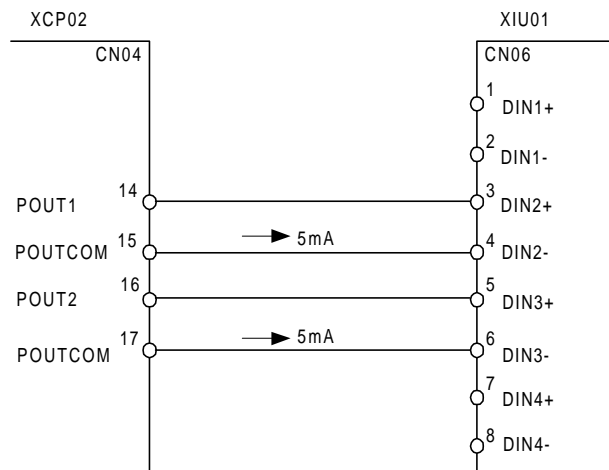 XCP02 XIU01
CN04 CN06
1 DIN1+
2 DIN1-
POUT1 14 3 DIN2+
POUTCOM 15 5mA 4 DIN2-
POUT2 16 5 DIN3+
POUTCOM 17 5mA 6 DIN3-
7 DIN4+
8 DIN4-